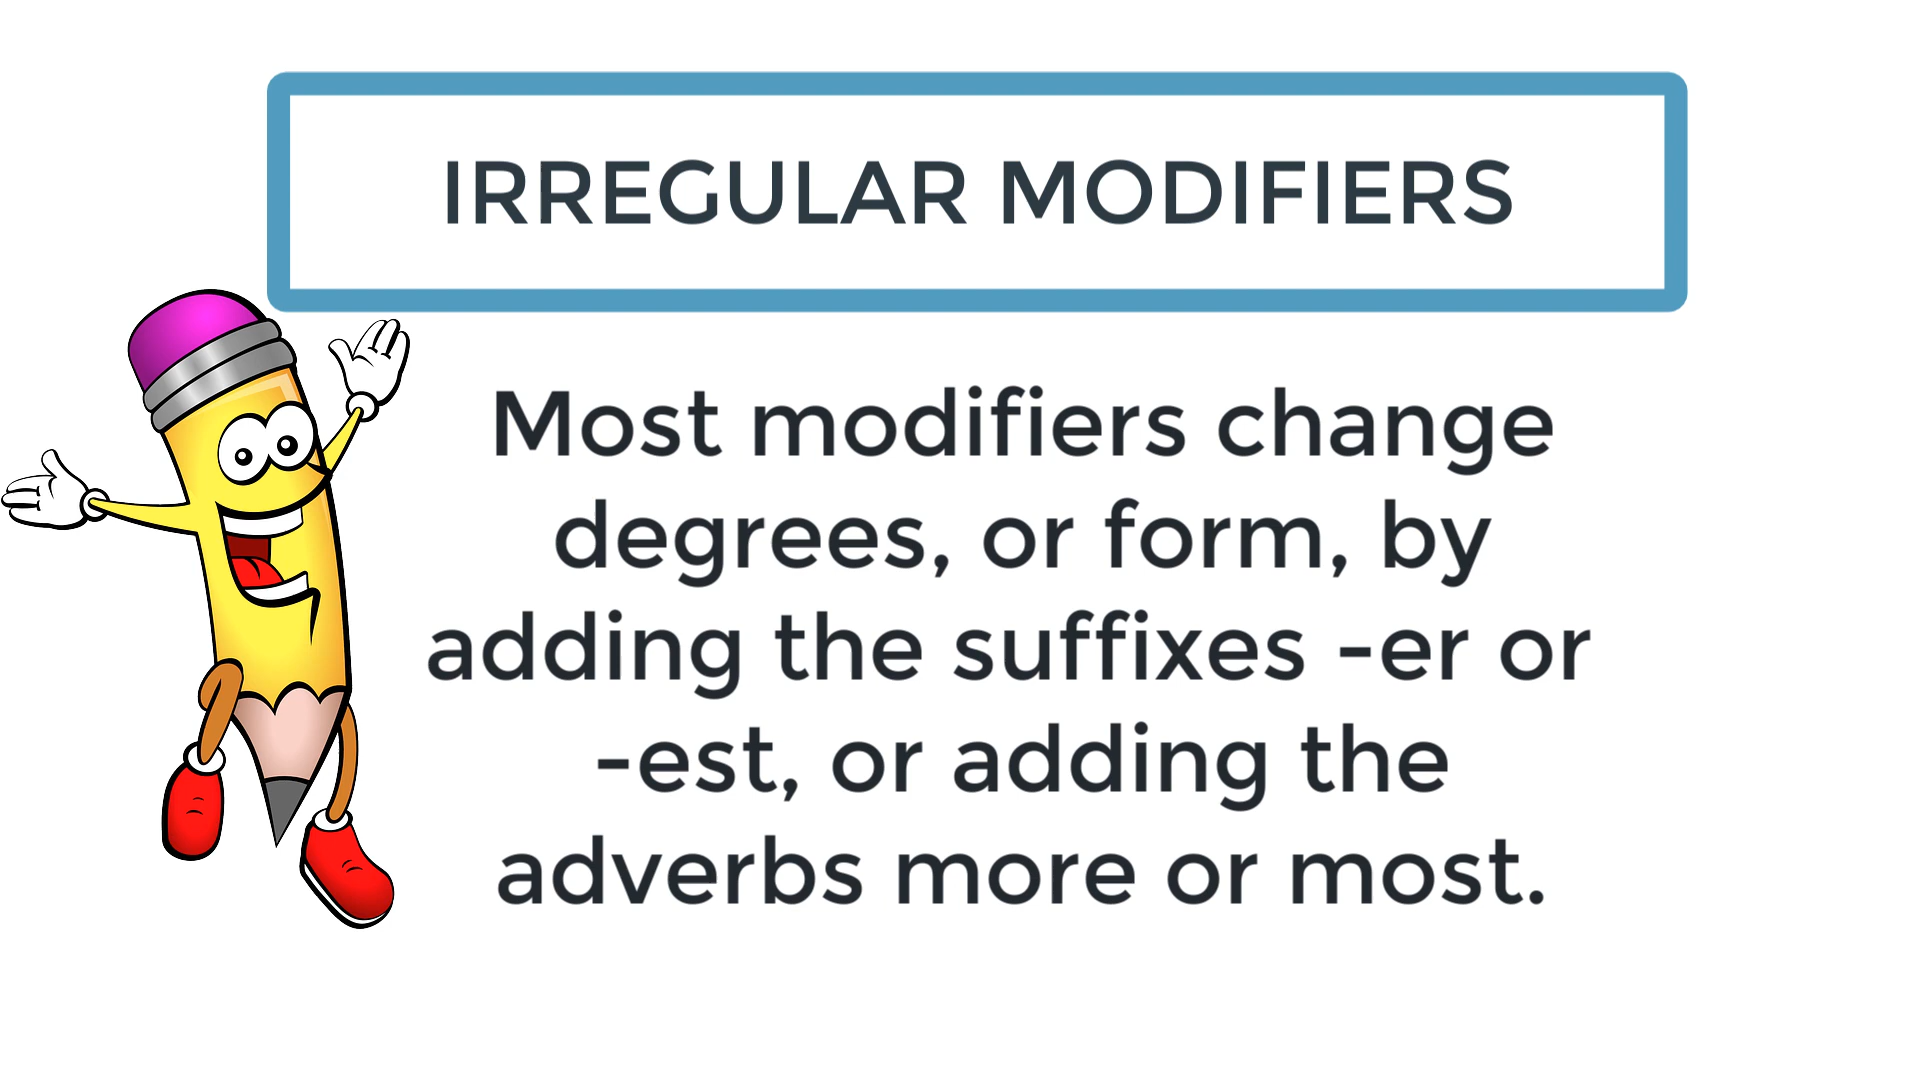 IRREGULAR MODIFIERS
Most modifiers change
degrees, or form, by
adding the suffixes -er or
-est, or adding the
adverbs more or most.